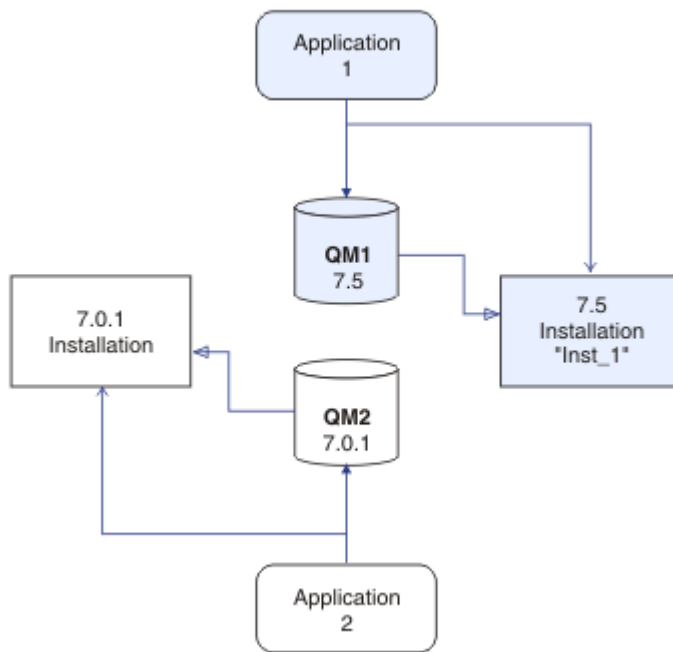 Application
1
QM1
7.5
7.5
Installation
"Inst_1"
7.0.1
Installation
QM2
7.0.1
Application
2